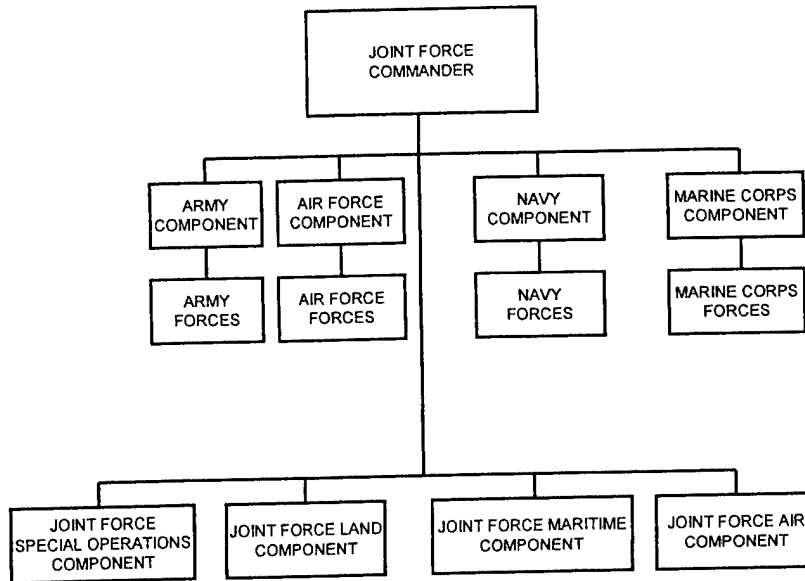 JOINT FORCE
COMMANDER
ARMY
COMPONENT
AIR FORCE
COMPONENT
NAVY
COMPONENT
MARINE CORPS
COMPONENT
ARMY
FORCES
AIR FORCE
FORCES
NAVY
FORCES
MARINE CORPS
FORCES
JOINT FORCE
SPECIAL OPERATIONS
COMPONENT
JOINT FORCE LAND
COMPONENT
JOINT FORCE MARITIME
COMPONENT
JOINT FORCE AIR
COMPONENT